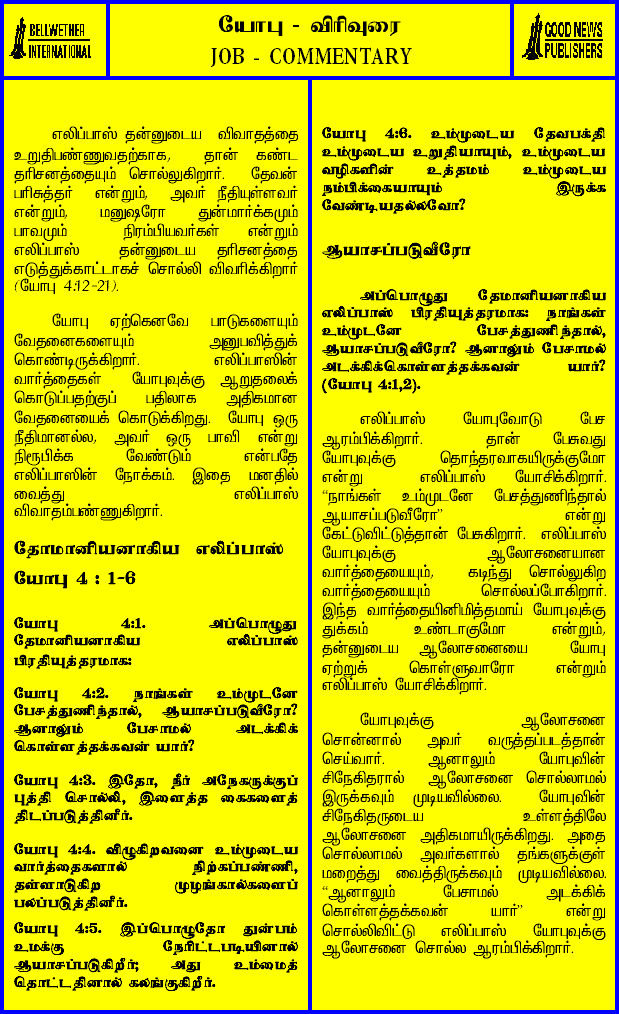 BELLWETHER
INTERNATIONAL
யோபு - விரிவுரை
JOB - COMMENTARY
GOOD NEWS
PUBLISHERS
எலிப்பாஸ் தன்னுடைய விவாதத்தை
உறுதிபண்ணுவதற்காக, தான் கண்ட
தரிசனத்தையும் சொல்லுகிறார். தேவன்
பரிசுத்தர் என்றும், அவர் நீதியுள்ளவர்
என்றும், மனுஷரோ துன்மார்க்கமும்
பாவமும் நிரம்பியவர்கள் என்றும்
எலிப்பாஸ் தன்னுடைய தரிசனத்தை
எடுத்துக்காட்டாகச் சொல்லி விவரிக்கிறார்
(யோபு 4:12-21).
யோபு ஏற்கெனவே பாடுகளையும்
வேதனைகளையும் அனுபவித்துக்
கொண்டிருக்கிறார். எலிப்பாஸின்
வார்த்தைகள் யோபுவுக்கு ஆறுதலைக்
கொடுப்பதற்குப் பதிலாக அதிகமான
வேதனையைக் கொடுக்கிறது. யோபு ஒரு
நீதிமானல்ல, அவர் ஒரு பாவி என்று
நிரூபிக்க வேண்டும் என்பதே
எலிப்பாஸின் நோக்கம். இதை மனதில்
வைத்து எலிப்பாஸ்
விவாதம்பண்ணுகிறார்.
தோமானியனாகிய எலிப்பாஸ்
யோபு 4 : 1-6
யோபு 4:1. அப்பொழுது
தேமானியனாகிய எலிப்பாஸ்
பிரதியுத்தரமாக:
யோபு 4:2. நாங்கள் உம்முடனே
பேசத்துணிந்தால், ஆயாசப்படுவீரோ?
ஆனாலும் பேசாமல் அடக்கிக்
கொள்ளத்தக்கவன் யார்?
யோபு 4:3. இதோ, நீர் அநேகருக்குப்
புத்தி சொல்லி, இளைத்த கைகளைத்
திடப்படுத்தினீர்.
யோபு 4:4. விழுகிறவனை உம்முடைய
வார்த்தைகளால் நிற்கப்பண்ணி,
தள்ளாடுகிற முழங்கால்களைப்
பலப்படுத்தினீர்.
யோபு 4:5. இப்பொழுதோ துன்பம்
உமக்கு நேரிட்டபடியினால்
ஆயாசப்படுகிறீர்; அது உம்மைத்
தொட்டதினால் கலங்குகிறீர்.
யோபு 4:6. உம்முடைய தேவபக்தி
உம்முடைய உறுதியாயும், உம்முடைய
வழிகளின் உத்தமம் உம்முடைய
நம்பிக்கையாயும் இருக்க
வேண்டியதல்லவோ?
ஆயாசப்படுவீரோ
அப்பொழுது தேமானியனாகிய
எலிப்பாஸ் பிரதியுத்தரமாக: நாங்கள்
உம்முடனே பேசத்துணிந்தால்,
ஆயாசப்படுவீரோ? ஆனாலும் பேசாமல்
அடக்கிக்கொள்ளத்தக்கவன் யார்?
(யோபு 4:1,2).
எலிப்பாஸ் யோபுவோடு பேச
ஆரம்பிக்கிறார். தான் பேசுவது
யோபுவுக்கு தொந்தரவாகயிருக்குமோ
என்று எலிப்பாஸ் யோசிக்கிறார்.
“நாங்கள் உம்முடனே பேசத்துணிந்தால்
ஆயாசப்படுவீரோ” என்று
கேட்டுவிட்டுத்தான் பேசுகிறார். எலிப்பாஸ்
யோபுவுக்கு ஆலோசனையான
வார்த்தையையும், கடிந்து சொல்லுகிற
வார்த்தையையும் சொல்லப்போகிறார்.
இந்த வார்த்தையினிமித்தமாய் யோபுவுக்கு
துக்கம் உண்டாகுமோ என்றும்,
தன்னுடைய ஆலோசனையை யோபு
ஏற்றுக் கொள்ளுவாரோ என்றும்
எலிப்பாஸ் யோசிக்கிறார்.
யோபுவுக்கு ஆலோசனை
சொன்னால் அவர் வருத்தப்படத்தான்
செய்வார். ஆனாலும் யோபுவின்
சிநேகிதரால் ஆலோசனை சொல்லாமல்
இருக்கவும் முடியவில்லை. யோபுவின்
சிநேகிதருடைய உள்ளத்திலே
ஆலோசனை அதிகமாயிருக்கிறது. அதை
சொல்லாமல் அவர்களால் தங்களுக்குள்
மறைத்து வைத்திருக்கவும் முடியவில்லை.
“ஆனாலும் பேசாமல் அடக்கிக்
கொள்ளத்தக்கவன் யார்” என்று
சொல்லிவிட்டு எலிப்பாஸ் யோபுவுக்கு
ஆலோசனை சொல்ல ஆரம்பிக்கிறார்.